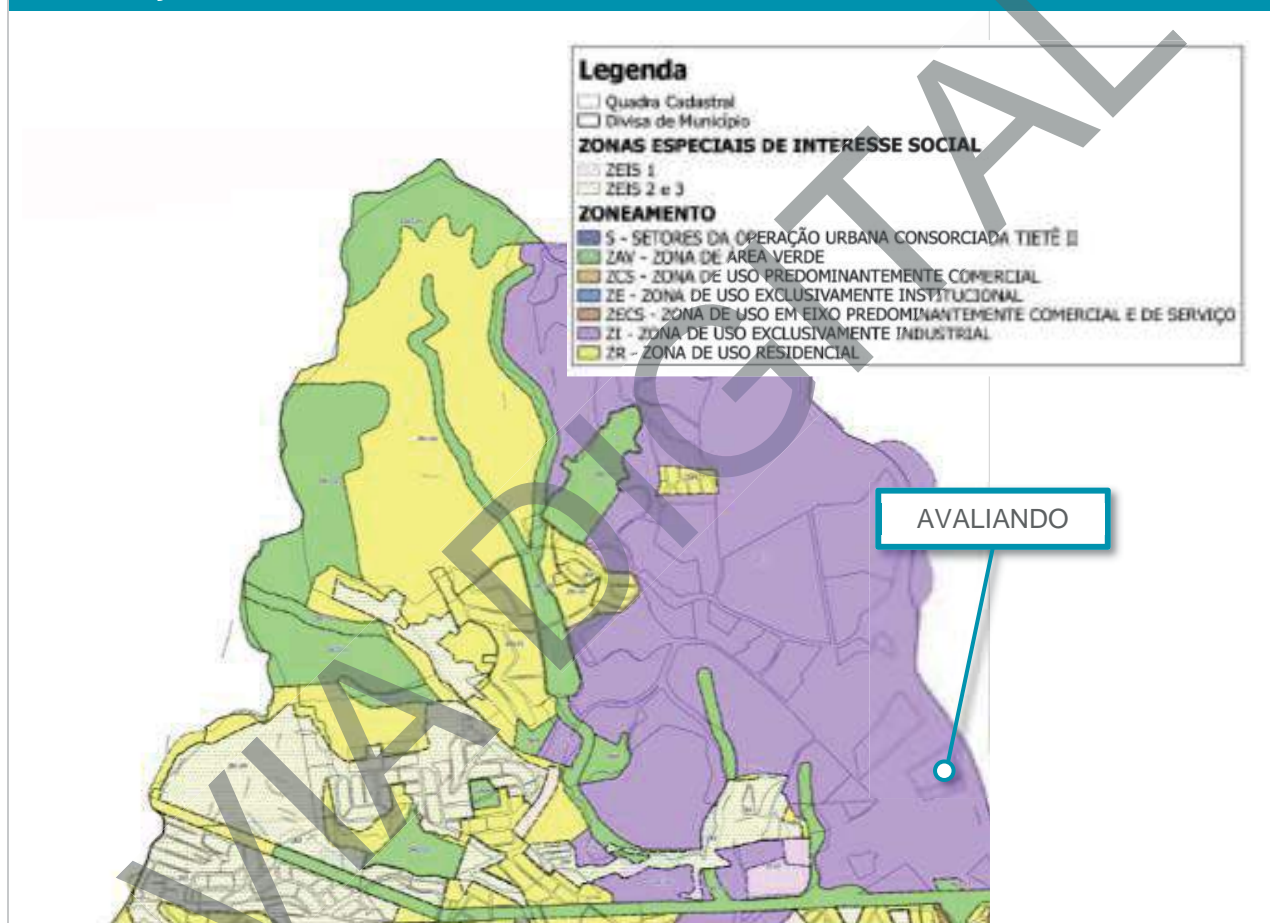 Legenda
Quadra Cadastral
Divisa de Município
ZONAS ESPECIAIS DE INTERESSE SOCIAL
ZEIS 1
ZEIS 2 e 3
ZONEAMENTO
S - SETORES DA OPERAÇÃO URBANA CONSORCIADA TIETÊ II
ZAV - ZONA DE ÁREA VERDE
ZCS - ZONA DE USO PREDOMINANTEMENTE COMERCIAL
ZE - ZONA DE USO EXCLUSIVAMENTE INSTITUCIONAL
ZECS - ZONA DE USO EM EIXO PREDOMINANTEMENTE COMERCIAL E DE SERVIÇO
ZI - ZONA DE USO EXCLUSIVAMENTE INDUSTRIAL
ZR - ZONA DE USO RESIDENCIAL
AVALIANDO
VIA DIGITAL